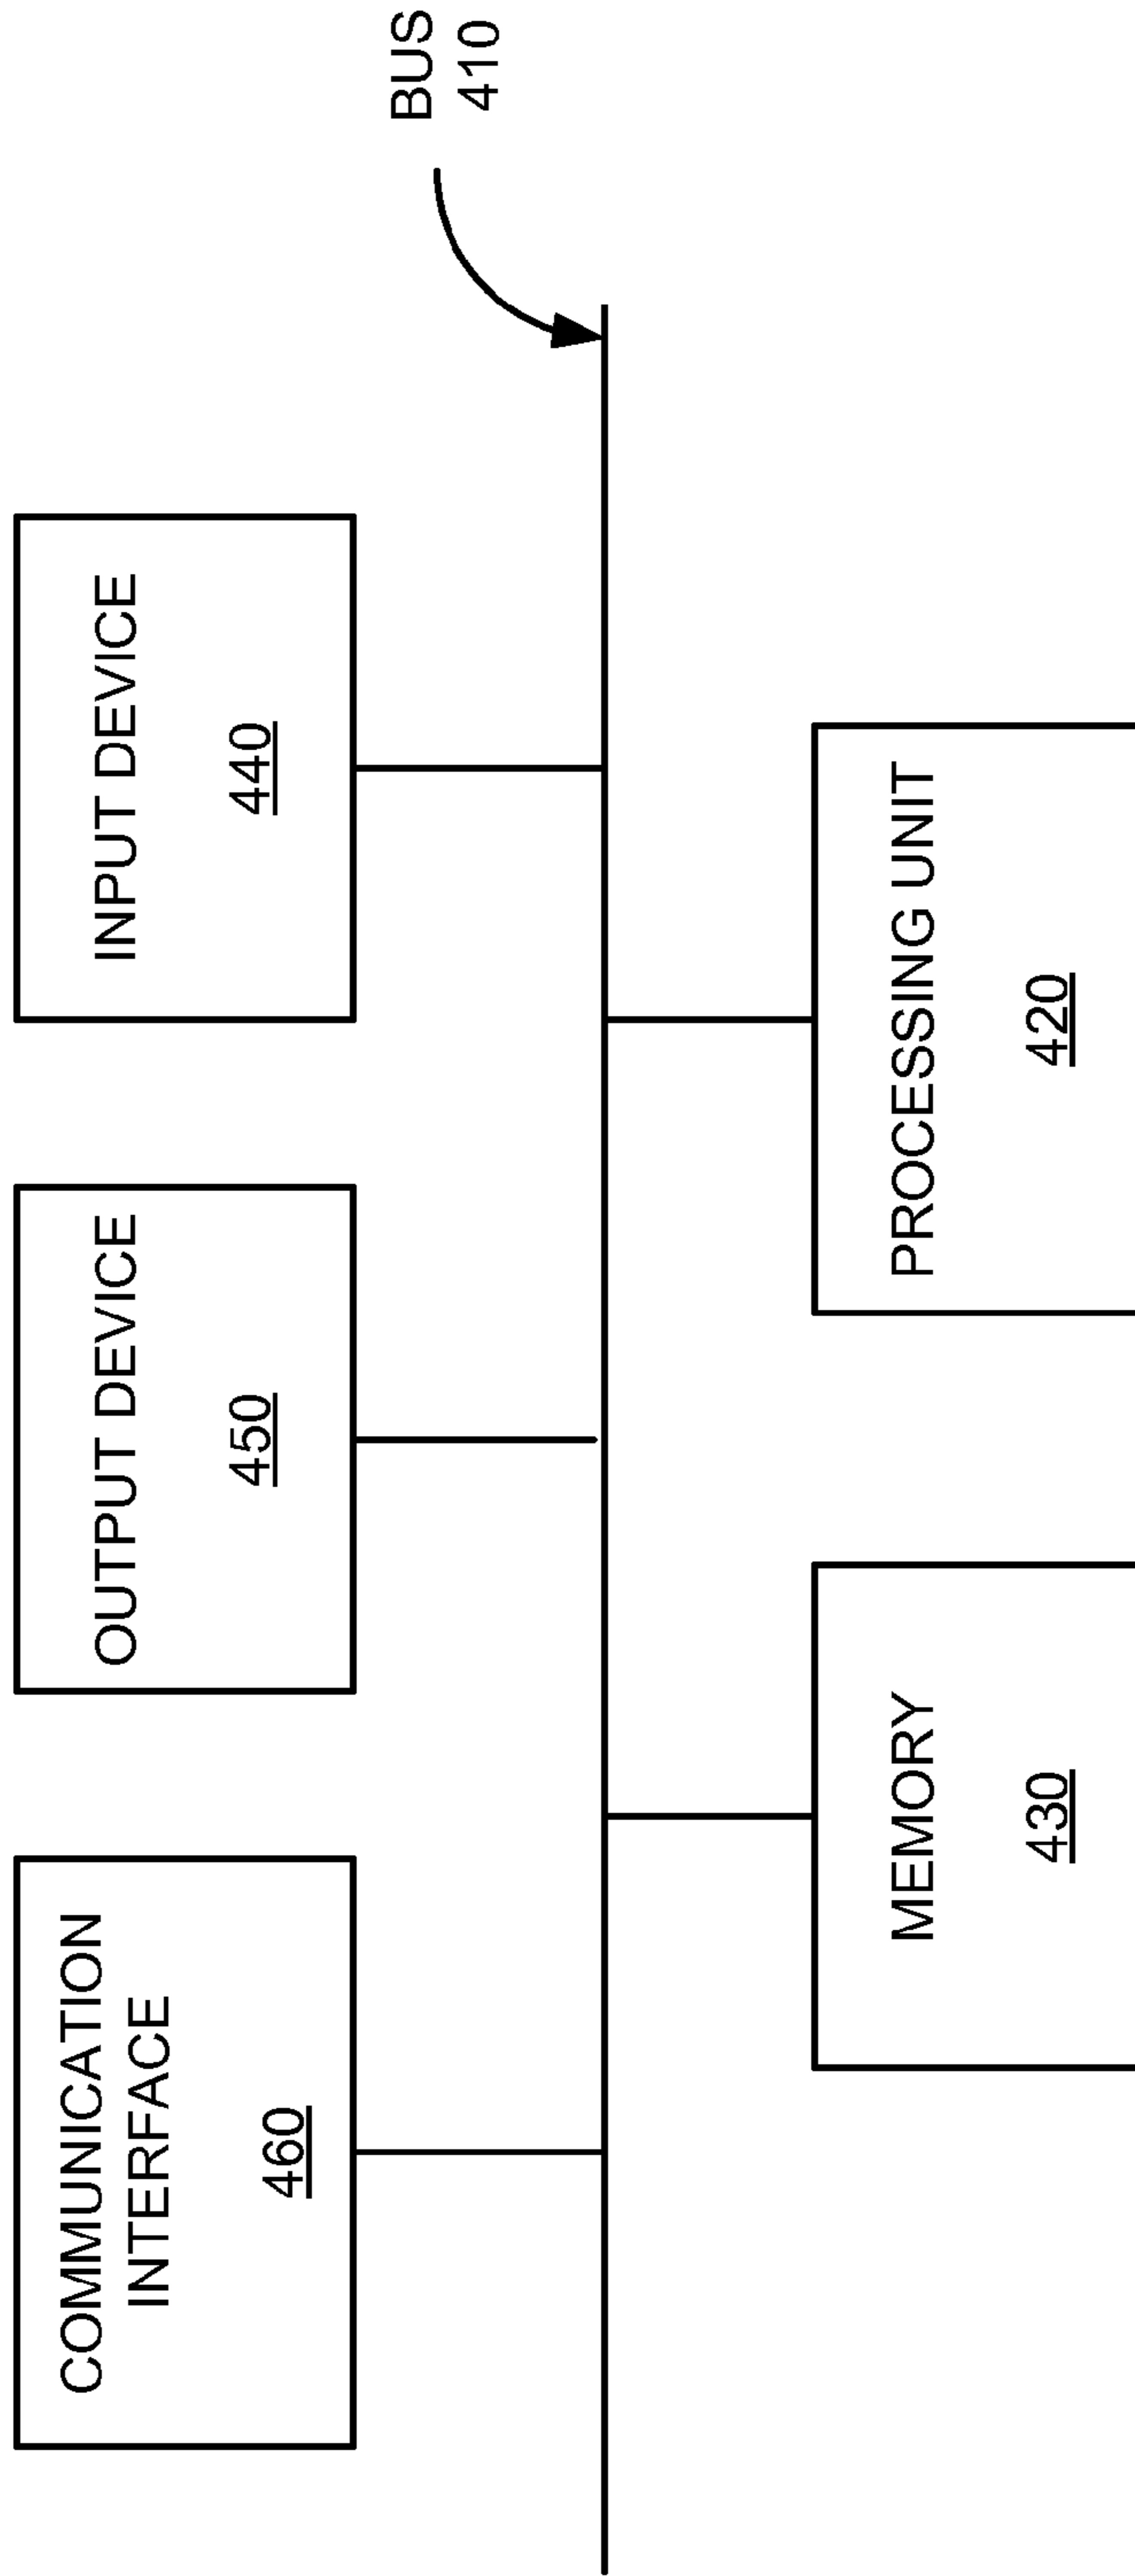 COMMUNICATION
INTERFACE
460
OUTPUT DEVICE
450
INPUT DEVICE
440
BUS
410
MEMORY
430
PROCESSING UNIT
420